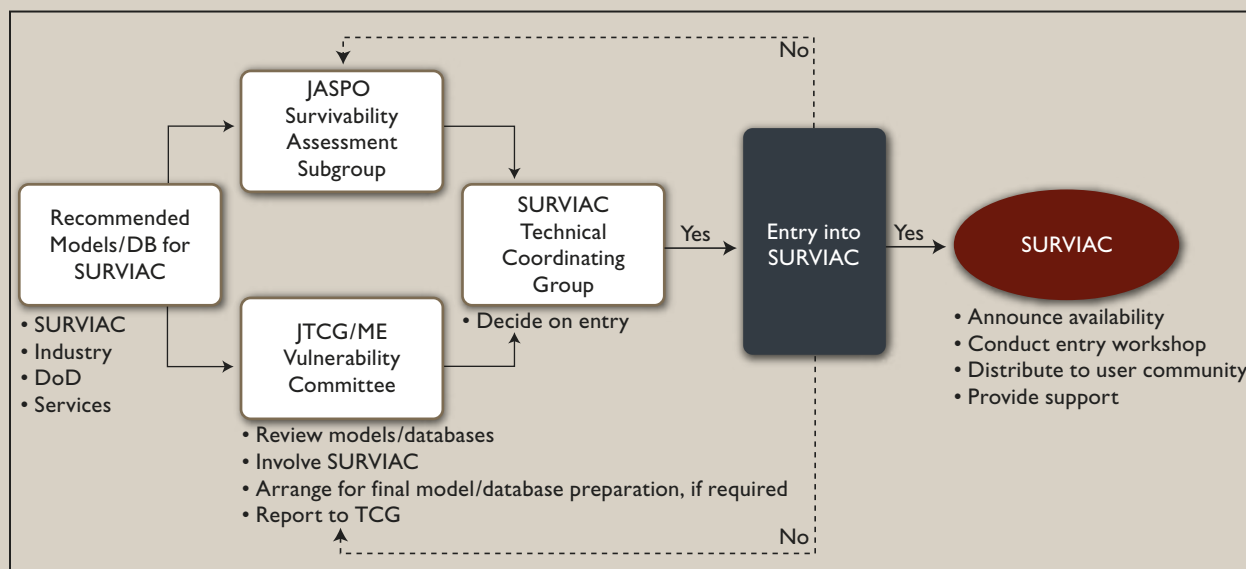 No
JASPO
Survivability
Assessment
Subgroup
Recommended
Models/DB for
SURVIAC
• SURVIAC
• Industry
• DoD
• Services
JTCG/ME
Vulnerability
Committee
• Review models/databases
• Involve SURVIAC
• Arrange for final model/database preparation, if required
• Report to TCG
SURVIAC
Technical
Coordinating
Group
• Decide on entry
Yes
Entry into
SURVIAC
No
Yes
SURVIAC
• Announce availability
• Conduct entry workshop
• Distribute to user community
• Provide support